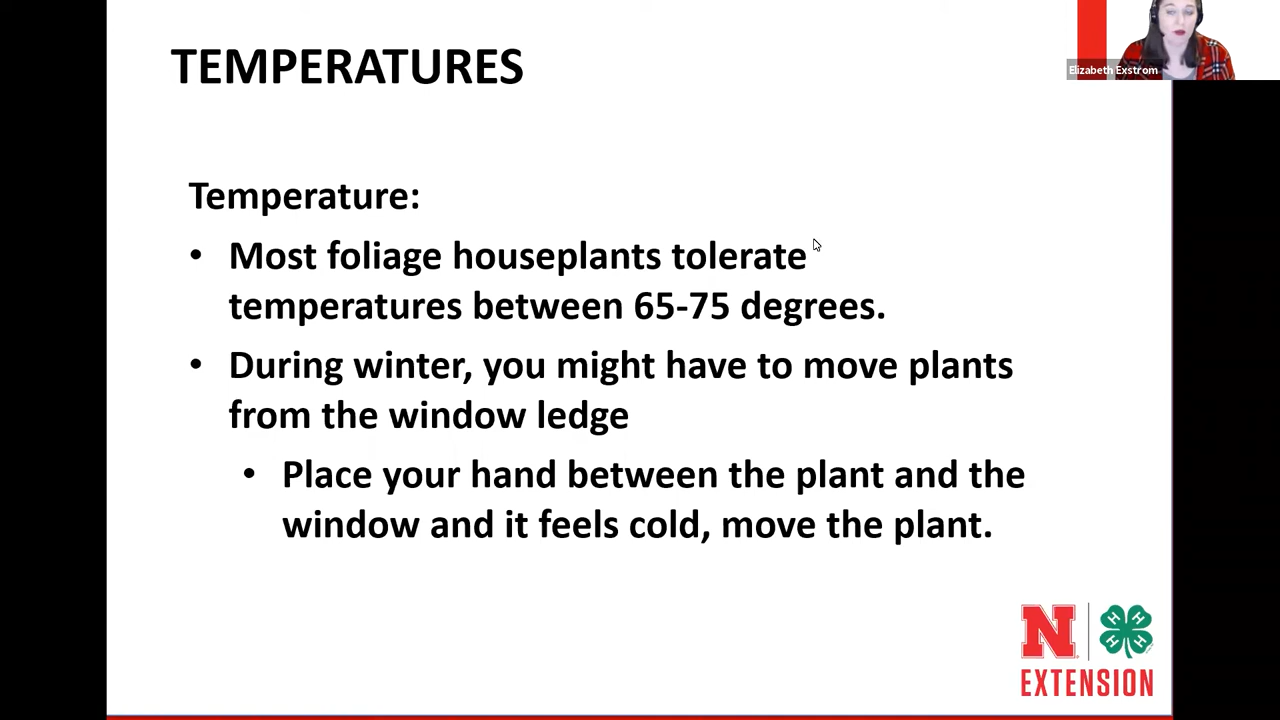 TEMPERATURES
Elizabeth Exstrom
Temperature:
• Most foliage houseplants tolerate
temperatures between 65-75 degrees.
• During winter, you might have to move plants
from the window ledge
• Place your hand between the plant and the
window and it feels cold, move the plant.
N
H H
H H
EXTENSION